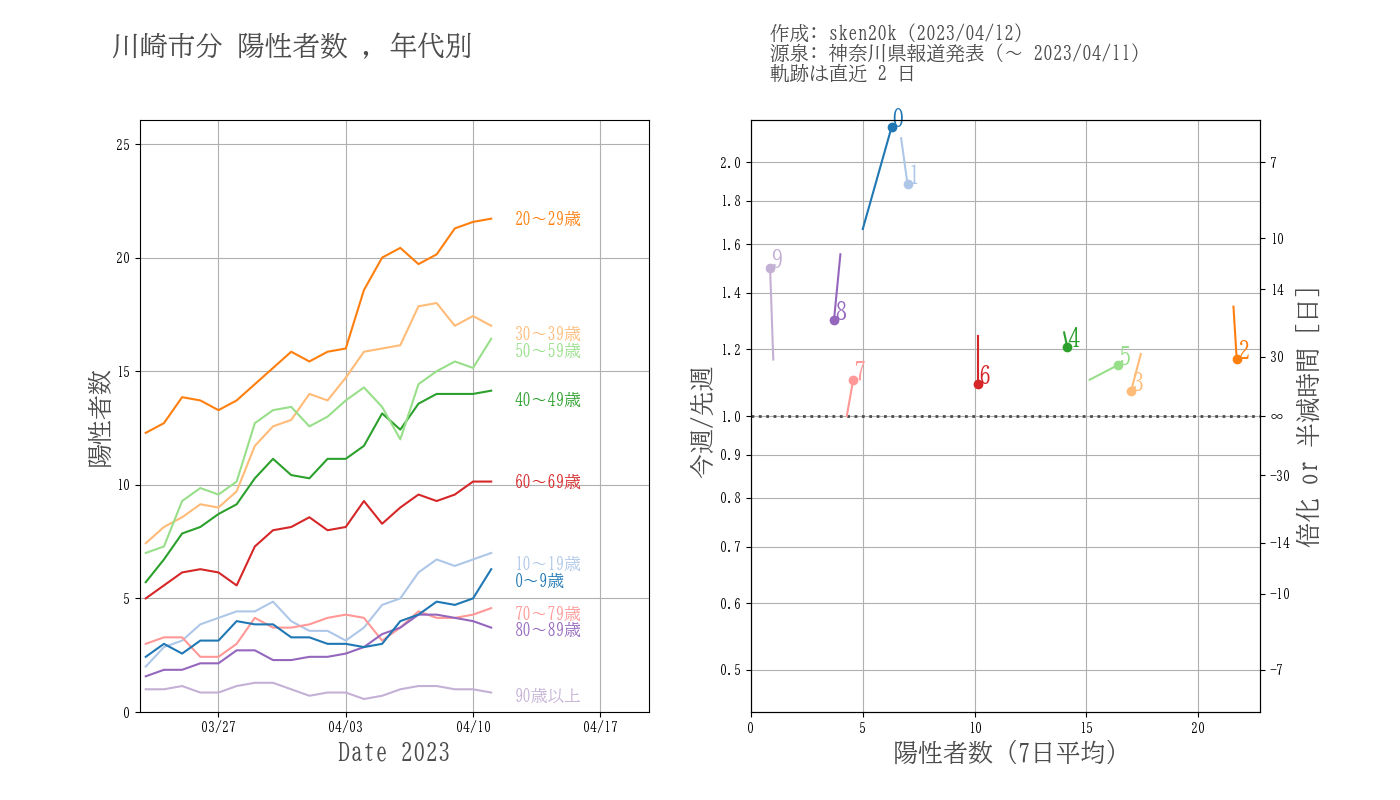 川崎市分 陽性者数 , 年代別
作成: sken20k (2023/04/12)
源泉: 神奈川県報道発表 (〜 2023/04/11)
軌跡は直近 2 日
陽性者数
25
20
15
10
5
0
03/27
04/03
04/10
04/17
Date 2023
20〜29歳
30〜39歳
50〜59歳
40〜49歳
60〜69歳
10〜19歳
0〜9歳
70〜79歳
80〜89歳
90歳以上
今週/先週
2.0
1.8
1.6
1.4
1.2
1.0
0.9
0.8
0.7
0.6
0.5
0
1
9
8
4
5
2
7
6
3
0
5
10
15
20
陽性者数 (7日平均)
7
10
14
30
∞
-30
-14
-10
-7
倍化 or 半減時間 [日]